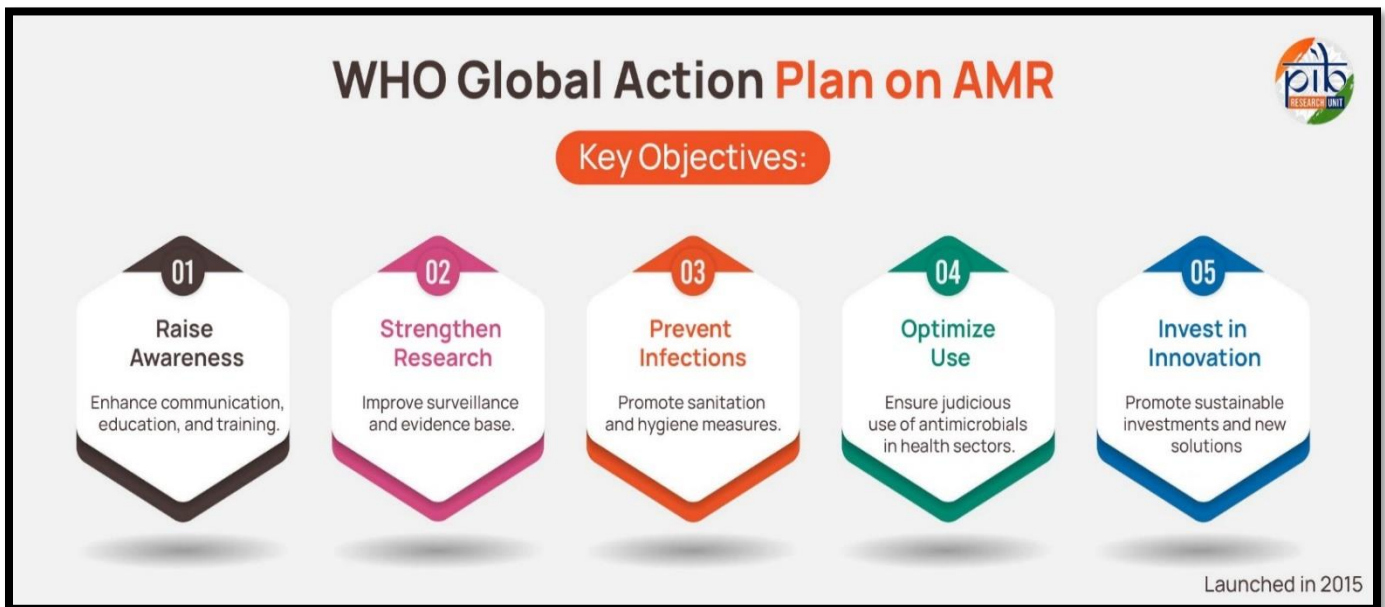 WHO Global Action Plan on AMR
pib
RESEARCH UNIT
Key Objectives:
01
Raise
Awareness
Enhance communication,
education, and training.
02
Strengthen
Research
Improve surveillance
and evidence base.
03
Prevent
Infections
Promote sanitation
and hygiene measures.
04
Optimize
Use
Ensure judicious
use of antimicrobials
in health sectors.
05
Invest in
Innovation
Promote sustainable
investments and new
solutions
Launched in 2015